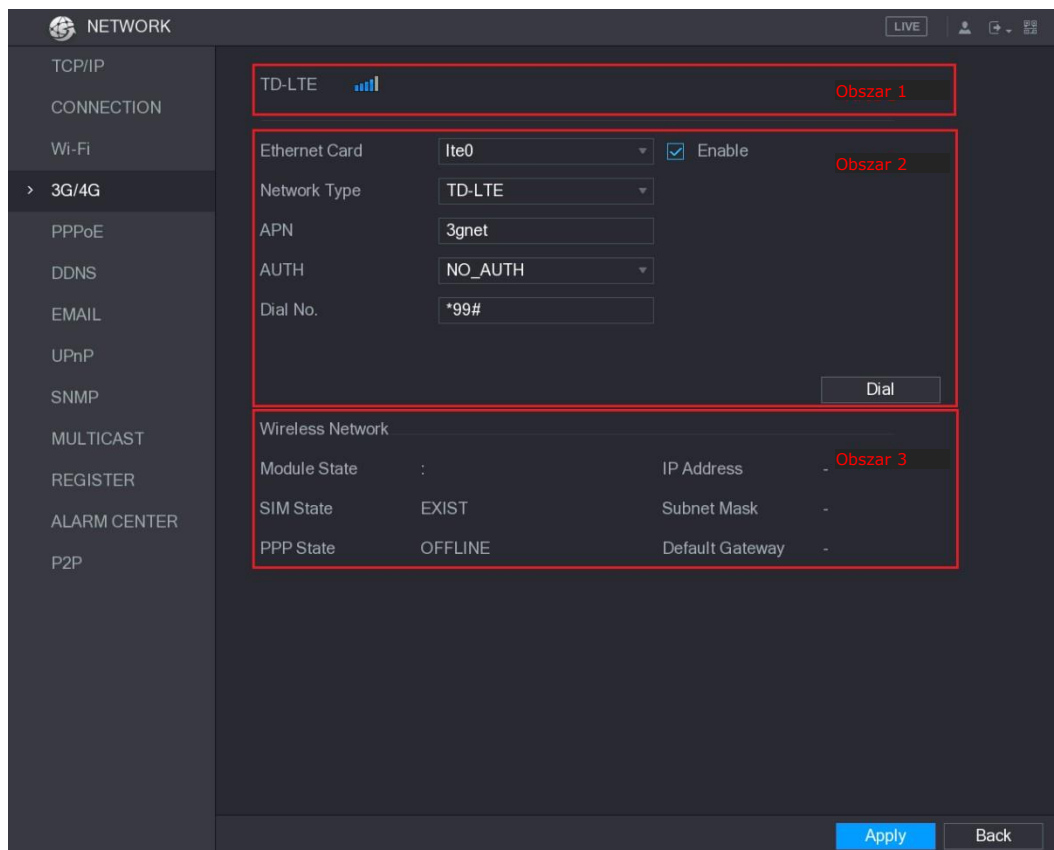 NETWORK LIVE
TCP/IP
CONNECTION
Wi-Fi
> 3G/4G
PPPoE
DDNS
EMAIL
UPnP
SNMP
MULTICAST
REGISTER
ALARM CENTER
P2P
TD-LTE Obszar 1
Ethernet Card lte0 Enable Obszar 2
Network Type TD-LTE
APN 3gnet
AUTH NO_AUTH
Dial No. *99#
Dial
Wireless Network
Module State : IP Address - Obszar 3
SIM State EXIST Subnet Mask -
PPP State OFFLINE Default Gateway -
Apply Back